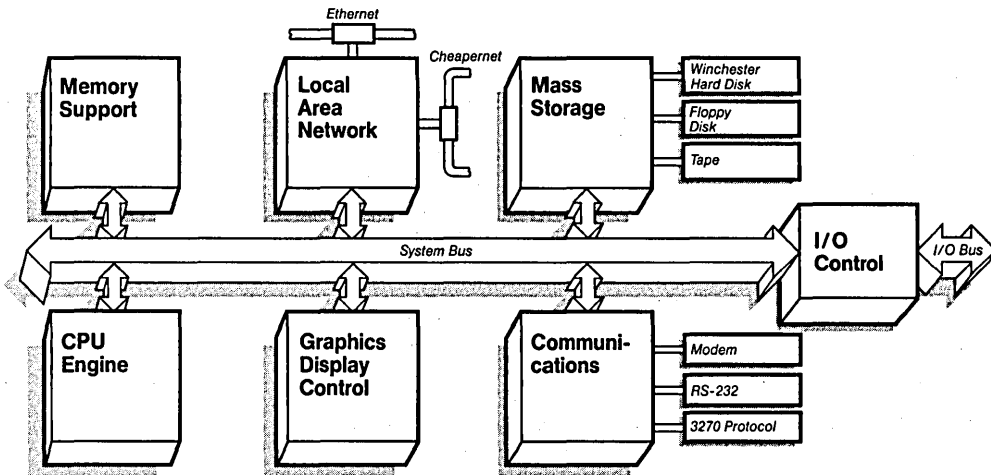 Ethernet
Cheapernet
Memory
Support
Local
Area
Network
Mass
Storage
Winchester
Hard Disk
Floppy
Disk
Tape
System Bus
I/O
Control
I/O Bus
CPU
Engine
Graphics
Display
Control
Communi-
cations
Modem
RS-232
3270 Protocol